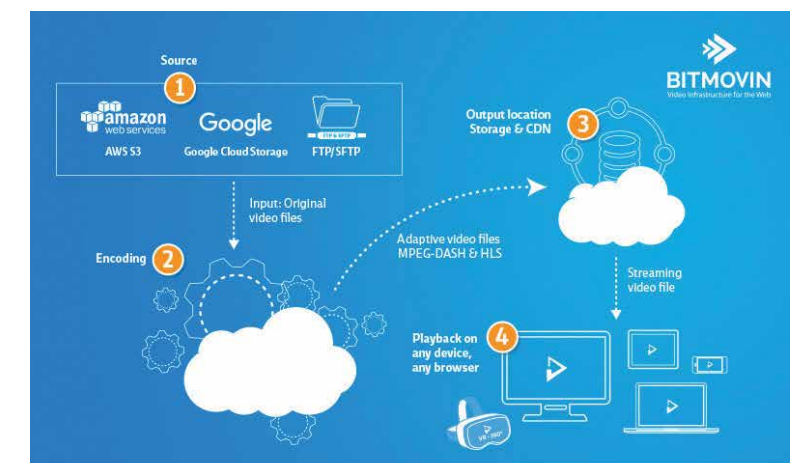 Source
1
amazon
web services
AWS S3
Google
Google Cloud Storage
FTP & SFTP
FTP/SFTP
BITMOVIN
Video Infrastructure for the Web
Output location
Storage & CDN
3
Input: Original
video files
Encoding
2
Adaptive video files
MPEG-DASH & HLS
Streaming
video file
Playback on
any device,
any browser
4
VR - 360°